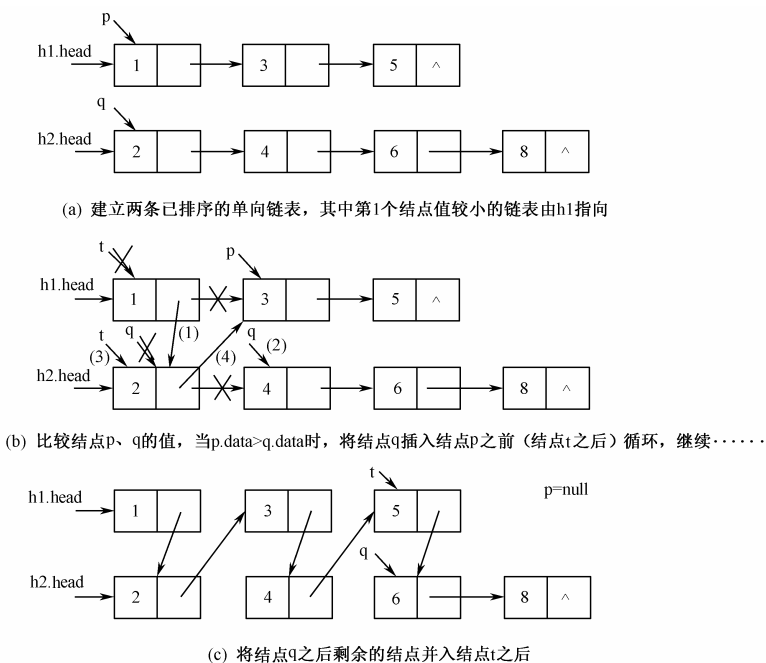 p
h1.head 1 3 5 ^
q
h2.head 2 4 6 8 ^
(a) 建立两条已排序的单向链表，其中第1个结点值较小的链表由h1指向
t p
h1.head 1 3 5 ^
t q (1) q
(3) (4) (2)
h2.head 2 4 6 8 ^
(b) 比较结点p、q的值，当p.data>q.data时，将结点q插入结点p之前（结点t之后）循环，继续······
t
p=null
h1.head 1 3 5
q
h2.head 2 4 6 8 ^
(c) 将结点q之后剩余的结点并入结点t之后